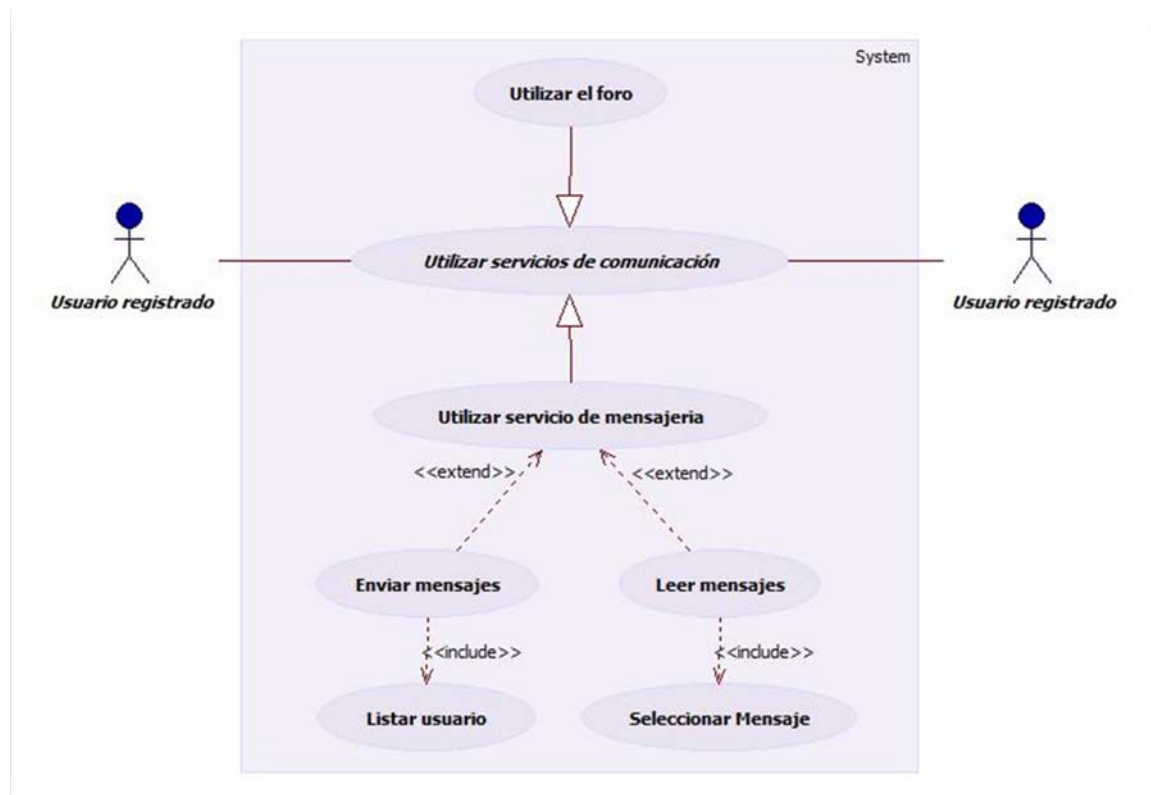 System
Utilizar el foro
Utilizar servicios de comunicación
Usuario registrado
Usuario registrado
Utilizar servicio de mensajeria
<<extend>>
<<extend>>
Enviar mensajes
Leer mensajes
<<include>>
<<include>>
Listar usuario
Seleccionar Mensaje